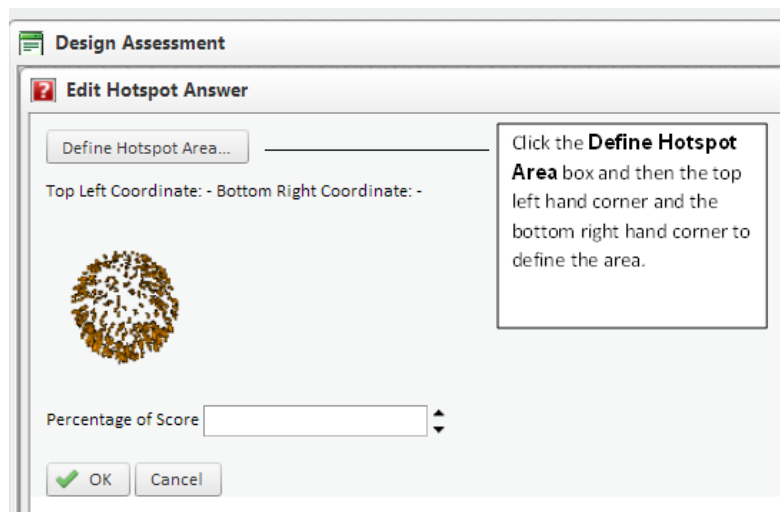 Design Assessment
Edit Hotspot Answer
Define Hotspot Area...
Click the Define Hotspot
Area box and then the top
left hand corner and the
bottom right hand corner to
define the area.
Top Left Coordinate: - Bottom Right Coordinate: -
Percentage of Score
OK
Cancel